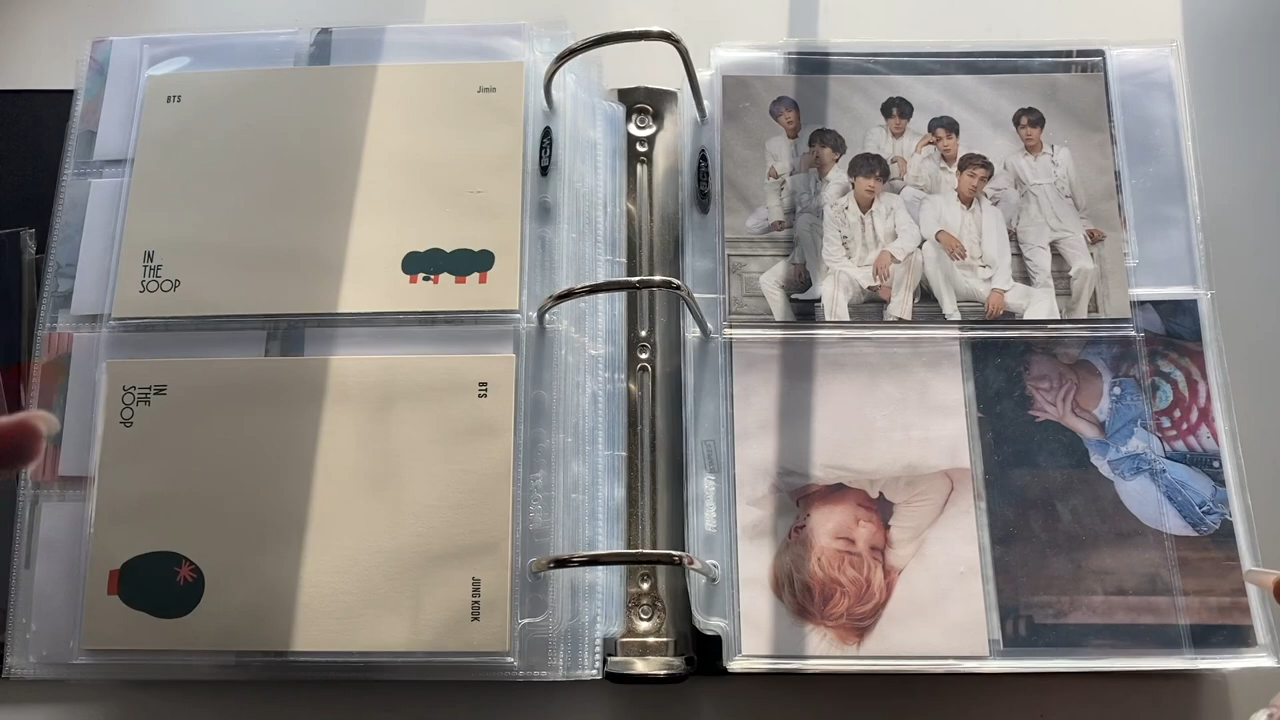 BTS
Jimin
IN
THE
SOOP
IN
THE
SOOP
BTS
JUNG KOOK